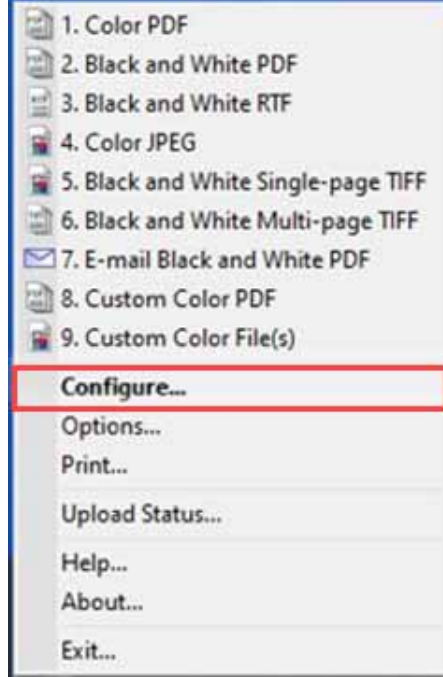 1. Color PDF
2. Black and White PDF
3. Black and White RTF
4. Color JPEG
5. Black and White Single-page TIFF
6. Black and White Multi-page TIFF
7. E-mail Black and White PDF
8. Custom Color PDF
9. Custom Color File(s)
Configure...
Options...
Print...
Upload Status...
Help...
About...
Exit...